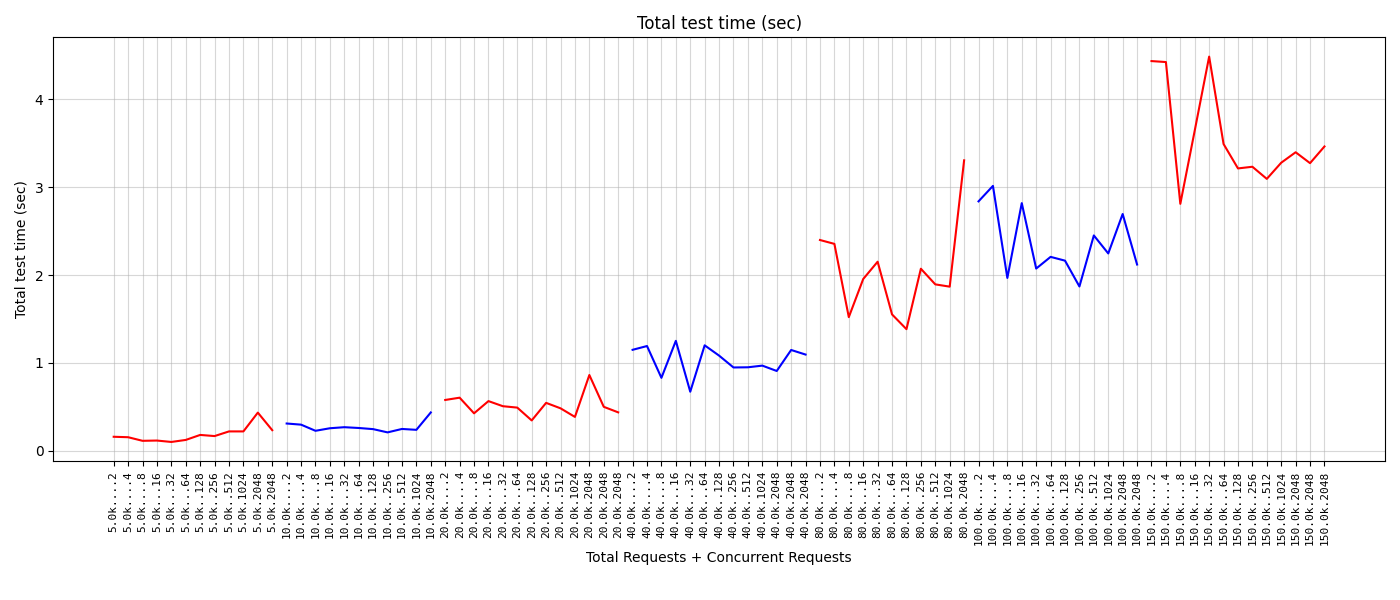 Total test time (sec)
Total test time (sec)
4
3
2
1
0
5.0k....2
5.0k....4
5.0k....8
5.0k...16
5.0k...32
5.0k...64
5.0k..128
5.0k..256
5.0k..512
5.0k.1024
5.0k.2048
5.0k.2048
10.0k....2
10.0k....4
10.0k....8
10.0k...16
10.0k...32
10.0k...64
10.0k..128
10.0k..256
10.0k..512
10.0k.1024
10.0k.2048
20.0k....2
20.0k....4
20.0k....8
20.0k...16
20.0k...32
20.0k...64
20.0k..128
20.0k..256
20.0k..512
20.0k.1024
20.0k.2048
20.0k.2048
20.0k.2048
40.0k....2
40.0k....4
40.0k....8
40.0k...16
40.0k...32
40.0k...64
40.0k..128
40.0k..256
40.0k..512
40.0k.1024
40.0k.2048
40.0k.2048
40.0k.2048
80.0k....2
80.0k....4
80.0k....8
80.0k...16
80.0k...32
80.0k...64
80.0k..128
80.0k..256
80.0k..512
80.0k.1024
80.0k.2048
100.0k....2
100.0k....4
100.0k....8
100.0k...16
100.0k...32
100.0k...64
100.0k..128
100.0k..256
100.0k..512
100.0k.1024
100.0k.2048
100.0k.2048
150.0k....2
150.0k....4
150.0k....8
150.0k...16
150.0k...32
150.0k...64
150.0k..128
150.0k..256
150.0k..512
150.0k.1024
150.0k.2048
150.0k.2048
150.0k.2048
Total Requests + Concurrent Requests